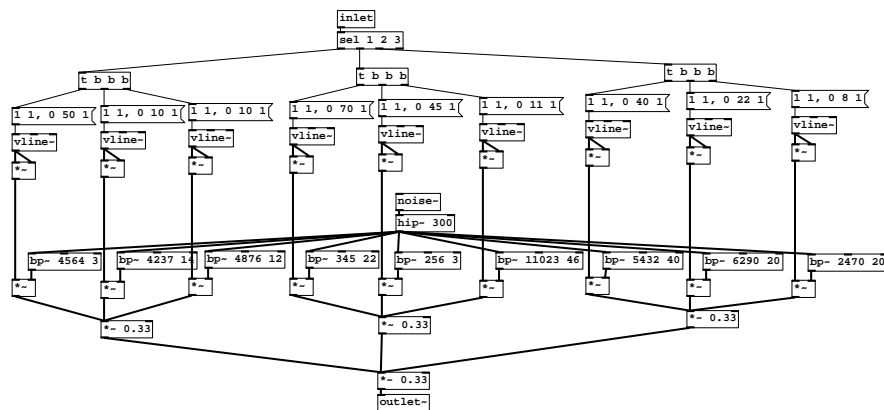 inlet
sel 1 2 3
t b b b
t b b b
t b b b
1 1, 0 50 1
1 1, 0 10 1
1 1, 0 10 1
1 1, 0 70 1
1 1, 0 45 1
1 1, 0 11 1
1 1, 0 40 1
1 1, 0 22 1
1 1, 0 8 1
vline~
vline~
vline~
vline~
vline~
vline~
vline~
vline~
vline~
*~
*~
*~
*~
*~
*~
*~
*~
*~
noise~
hip~ 300
bp~ 4564 3
bp~ 4237 14
bp~ 4876 12
bp~ 345 22
bp~ 256 3
bp~ 11023 46
bp~ 5432 40
bp~ 6290 20
bp~ 2470 20
*~
*~
*~
*~
*~
*~
*~
*~
*~
*~ 0.33
*~ 0.33
*~ 0.33
*~ 0.33
outlet~